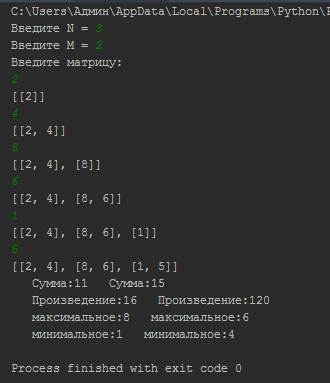 C:\Users\Админ\AppData\Local\Programs\Python\
Введите N = 3
Введите M = 2
Введите матрицу:
2
[[2]]
4
[[2, 4]]
8
[[2, 4], [8]]
6
[[2, 4], [8, 6]]
1
[[2, 4], [8, 6], [1]]
5
[[2, 4], [8, 6], [1, 5]]
Сумма:11 Сумма:15
Произведение:16 Произведение:120
максимальное:8 максимальное:6
минимальное:1 минимальное:4
Process finished with exit code 0